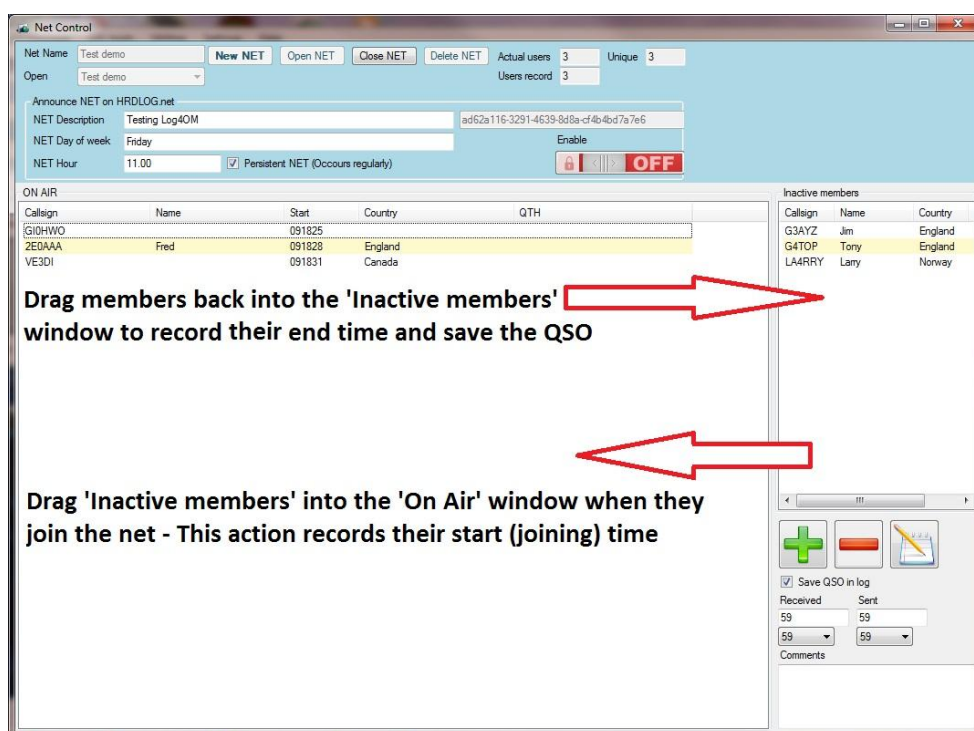 Net Control
Net Name Test demo New NET Open NET Close NET Delete NET Actual users 3 Unique 3
Open Test demo Users record 3
Announce NET on HRDLOG.net
NET Description Testing Log4OM ad62a116-3291-4639-8d8a-cf4b4bd7a7e6
NET Day of week Friday Enable
NET Hour 11.00 Persistent NET (Occours regularly) OFF
ON AIR Inactive members
Callsign Name Start Country QTH Callsign Name Country
GI0HWO 091825 G3AYZ Jim England
2E0AAA Fred 091828 England G4TOP Tony England
VE3DI 091831 Canada LA4RRY Larry Norway
Drag members back into the 'Inactive members'
window to record their end time and save the QSO
Drag 'Inactive members' into the 'On Air' window when they
join the net - This action records their start (joining) time
Save QSO in log
Received Sent
59 59
59 59
Comments